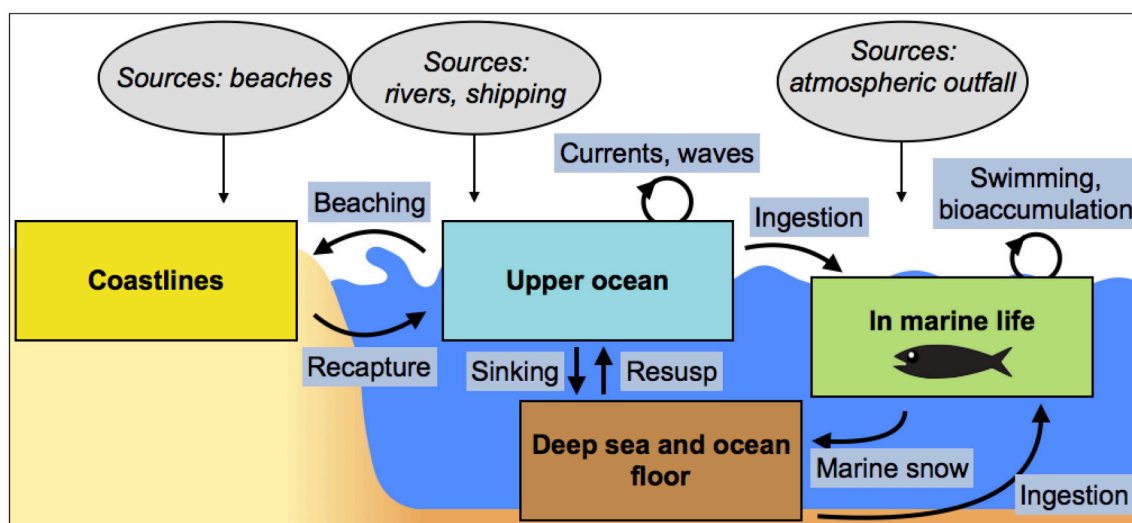 Sources: beaches
Sources:
rivers, shipping
Sources:
atmospheric outfall
Currents, waves
Swimming,
bioaccumulation
Beaching
Ingestion
Coastlines
Upper ocean
In marine life
Recapture
Sinking
Resusp
Deep sea and ocean
floor
Marine snow
Ingestion